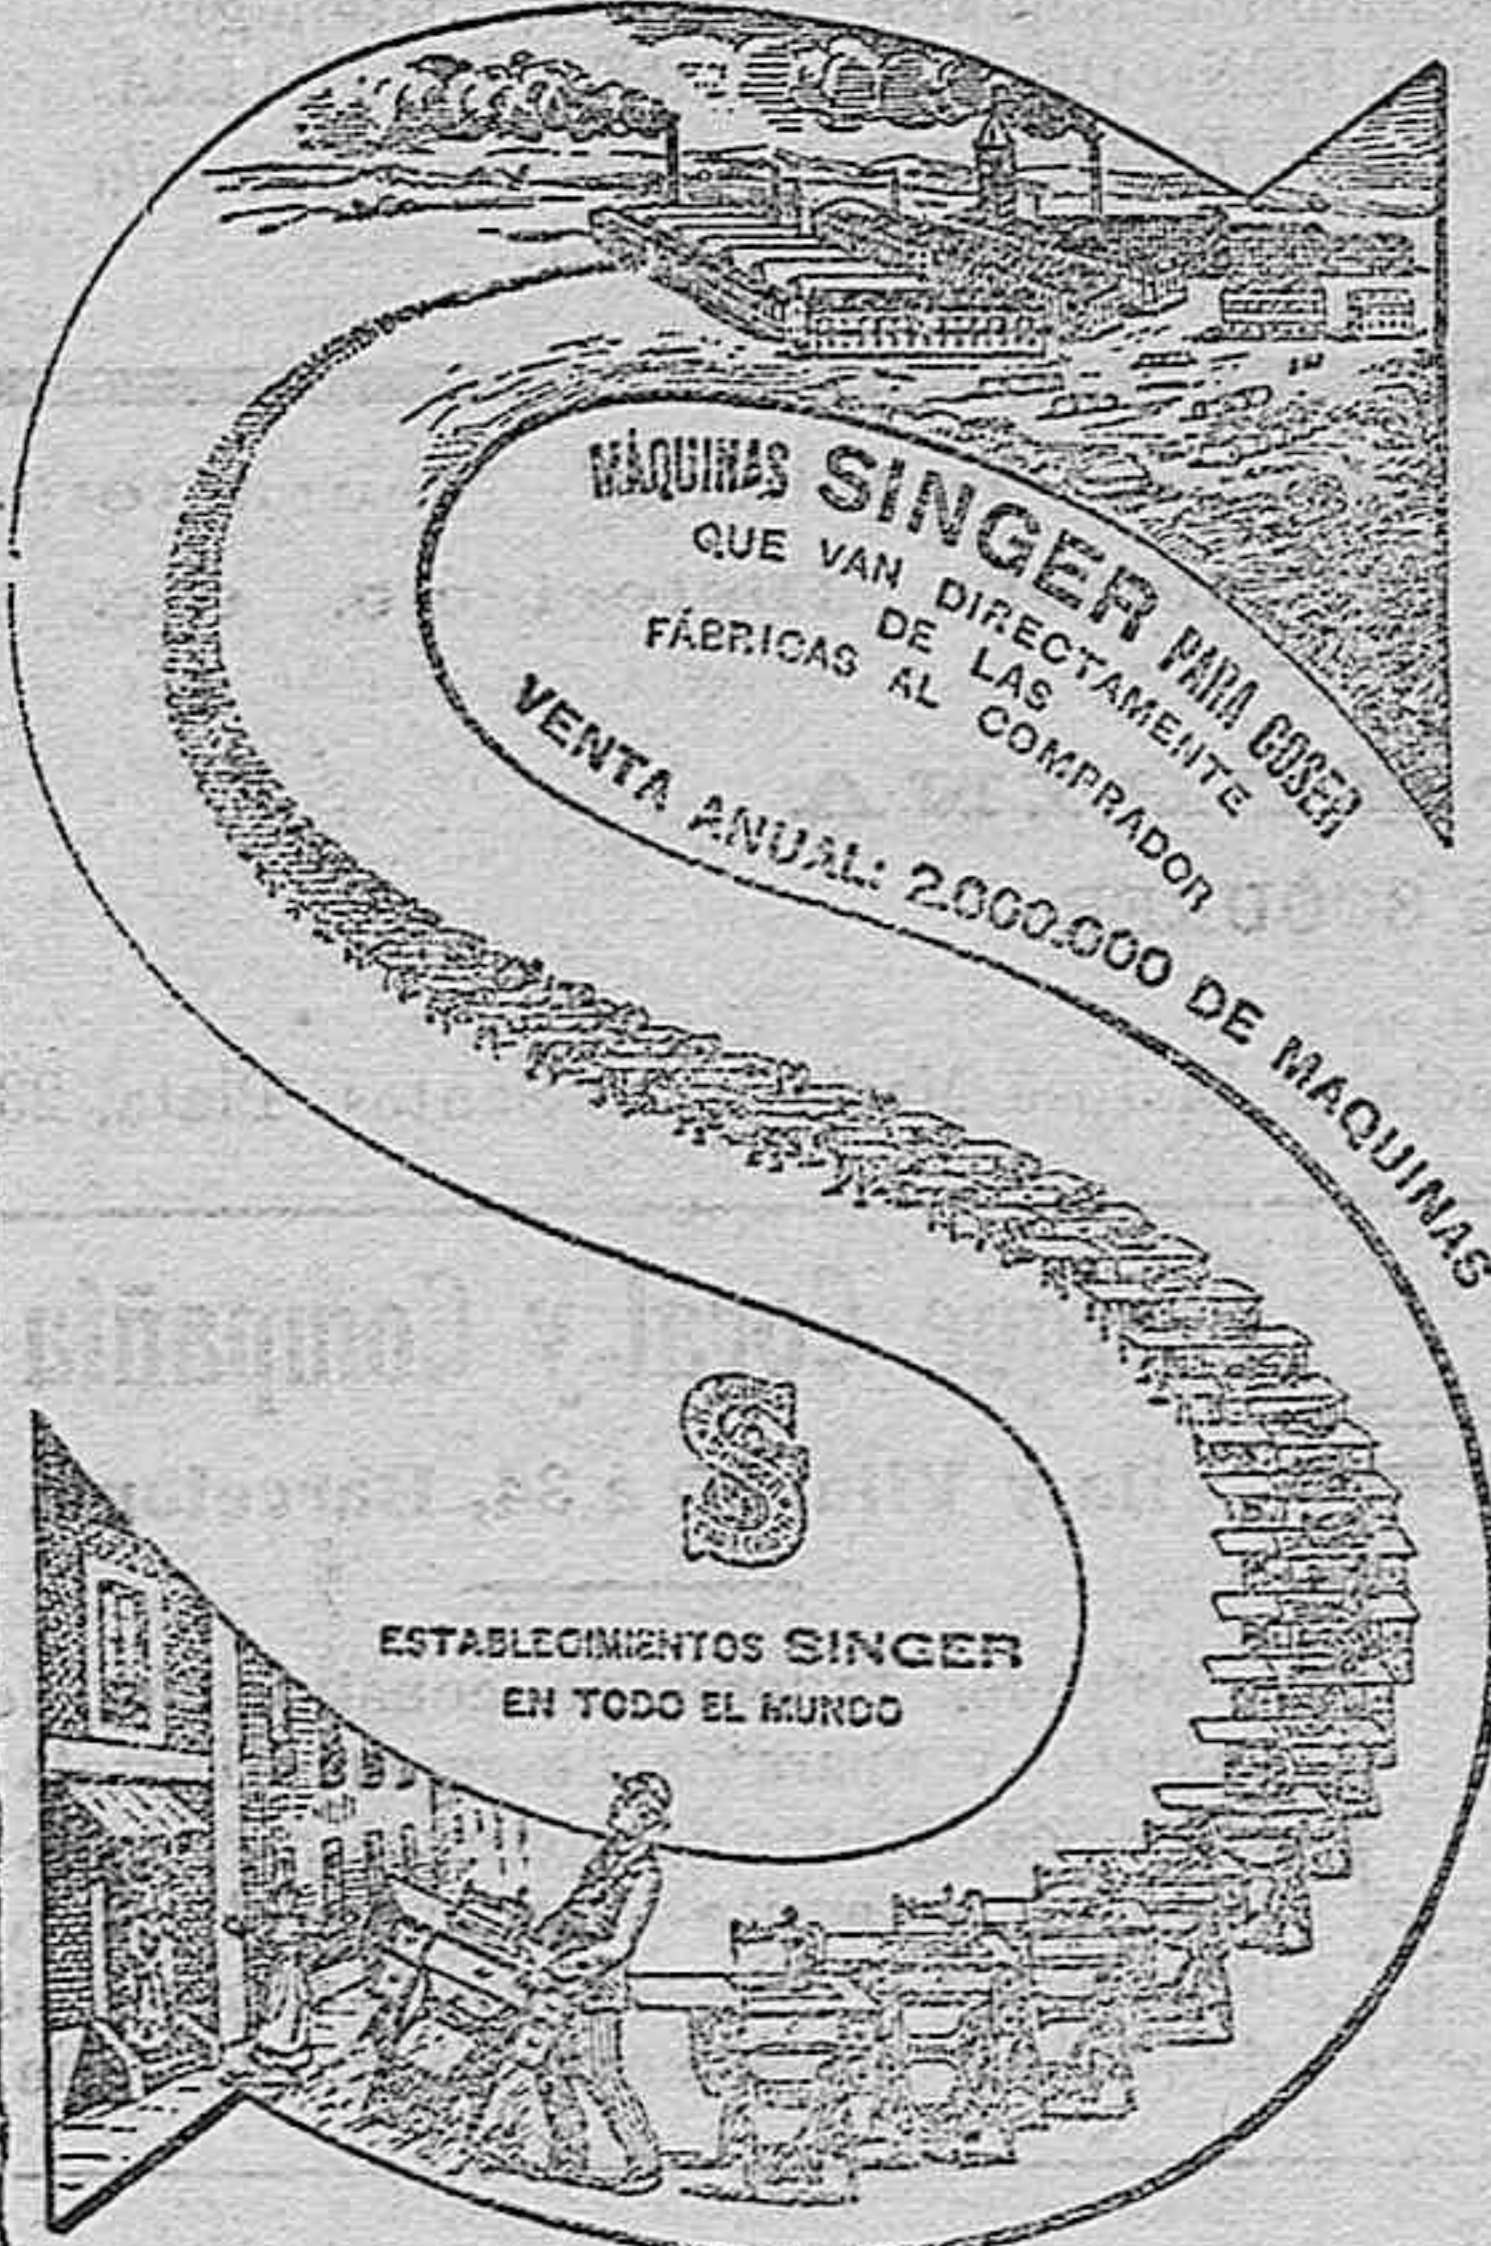 MÁQUINAS SINGER PARA COSER
QUE VAN DIRECTAMENTE
DE LAS
FÁBRICAS AL COMPRADOR
VENTA ANUAL: 2.000.000 DE MAQUINAS
S
ESTABLECIMIENTOS SINGER
EN TODO EL MUNDO